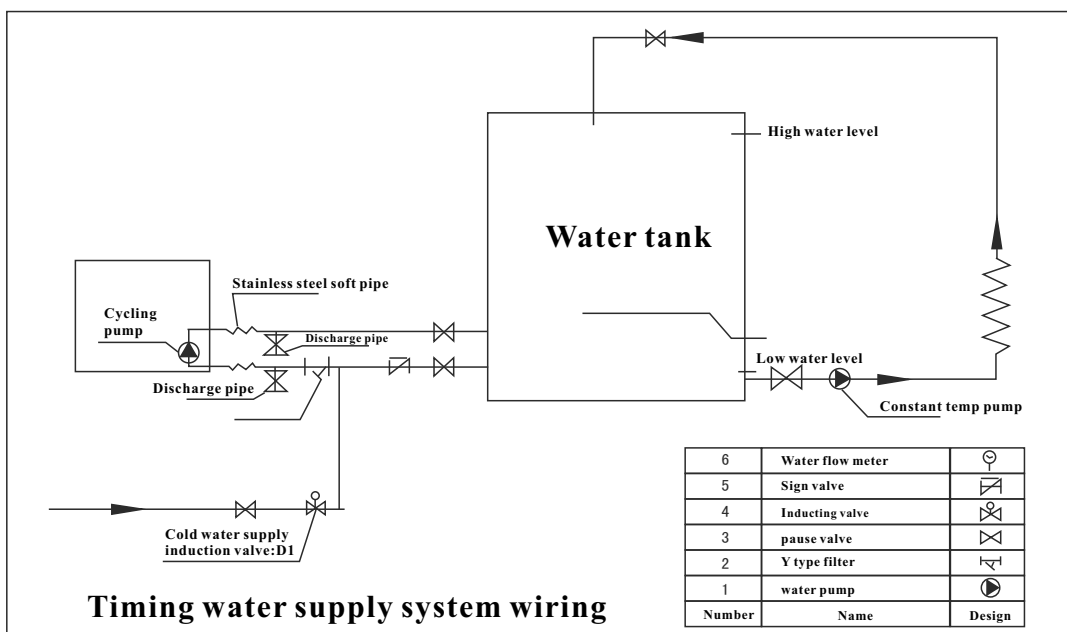 High water level
Water tank
Stainless steel soft pipe
Cycling
pump
Discharge pipe
Low water level
Discharge pipe
Constant temp pump
Cold water supply
induction valve:D1
6 Water flow meter
5 Sign valve
4 Inducting valve
3 pause valve
2 Y type filter
1 water pump
Number Name Design
Timing water supply system wiring